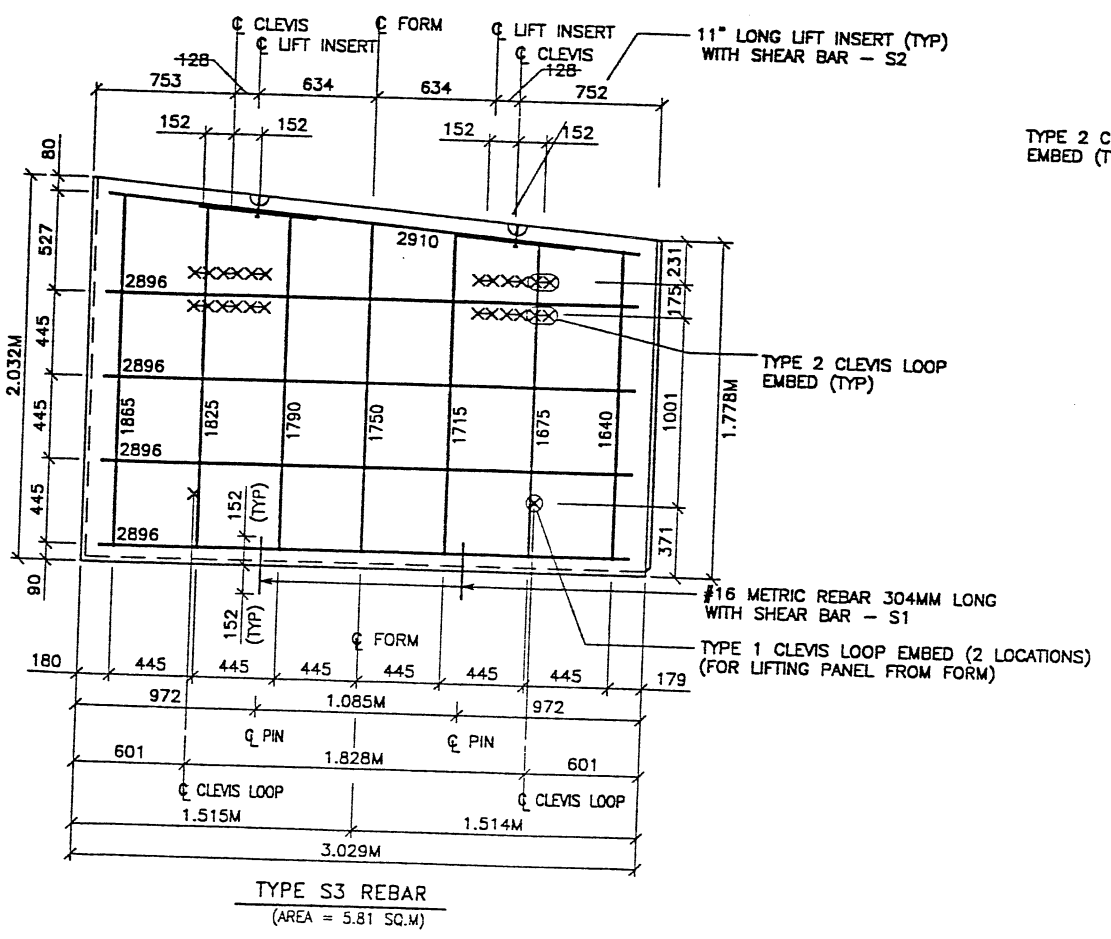 ℄ CLEVIS
℄ FORM
℄ LIFT INSERT
11" LONG LIFT INSERT (TYP)
WITH SHEAR BAR - S2
℄ LIFT INSERT
℄ CLEVIS
128
128
753
634
634
752
152
152
152
152
TYPE 2 C
EMBED (T
80
527
445
445
445
90
2.032M
2910
2896
2896
2896
2896
1865
1825
1790
1750
1715
1675
1640
231
175
1001
371
1.778M
TYPE 2 CLEVIS LOOP
EMBED (TYP)
152
(TYP)
152
(TYP)
#16 METRIC REBAR 304MM LONG
WITH SHEAR BAR - S1
℄ FORM
TYPE 1 CLEVIS LOOP EMBED (2 LOCATIONS)
(FOR LIFTING PANEL FROM FORM)
180
445
445
445
445
445
445
179
972
1.085M
972
℄ PIN
℄ PIN
601
1.828M
601
℄ CLEVIS LOOP
℄ CLEVIS LOOP
1.515M
1.514M
3.029M
TYPE S3 REBAR
(AREA = 5.81 SQ.M)